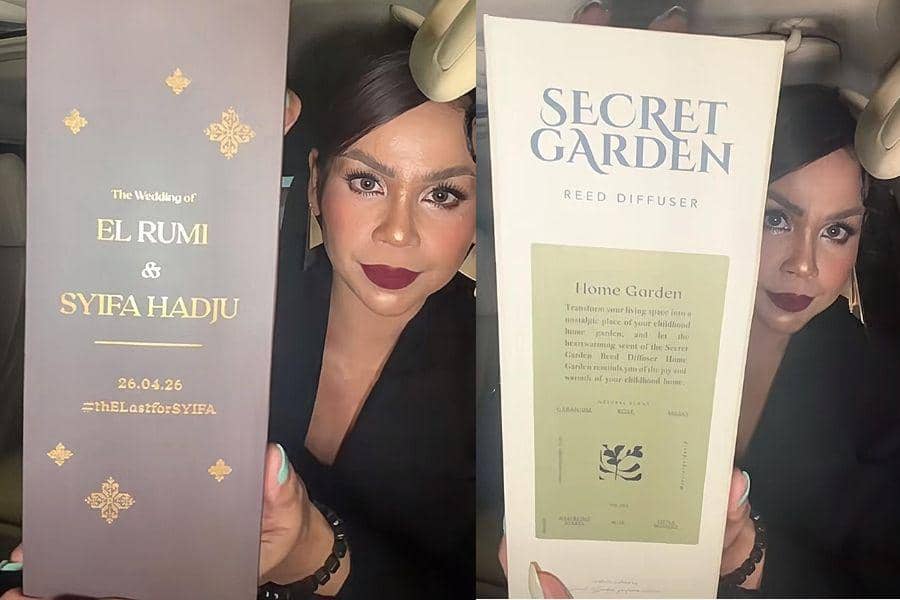 The Wedding of
EL RUMI
&
SYIFA HADJU
26.04.26
#thELastforSYIFA
SECRET
GARDEN
REED DIFFUSER
Home Garden
Transform your living space into a
nostalgic place of your childhood
home garden, and let the
heartwarming scent of the Secret
Garden Reed Diffuser Home
Garden reminds you of the joy and
warmth of your childhood home.
GERANIUM ROSE